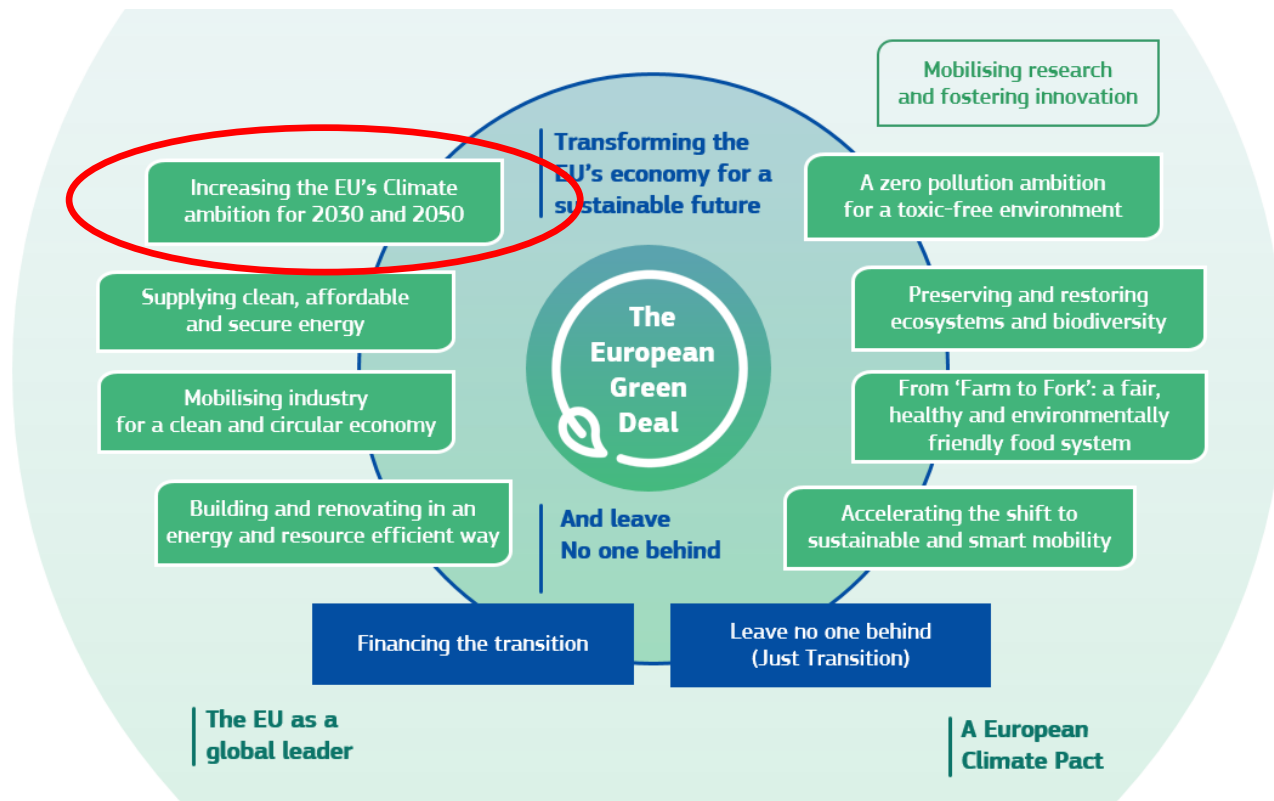 Mobilising research
and fostering innovation
Transforming the
EU's economy for a
sustainable future
Increasing the EU's Climate
ambition for 2030 and 2050
A zero pollution ambition
for a toxic-free environment
Supplying clean, affordable
and secure energy
Preserving and restoring
ecosystems and biodiversity
The
European
Green
Deal
Mobilising industry
for a clean and circular economy
From ‘Farm to Fork’: a fair,
healthy and environmentally
friendly food system
Building and renovating in an
energy and resource efficient way
And leave
No one behind
Accelerating the shift to
sustainable and smart mobility
Financing the transition
Leave no one behind
(Just Transition)
The EU as a
global leader
A European
Climate Pact